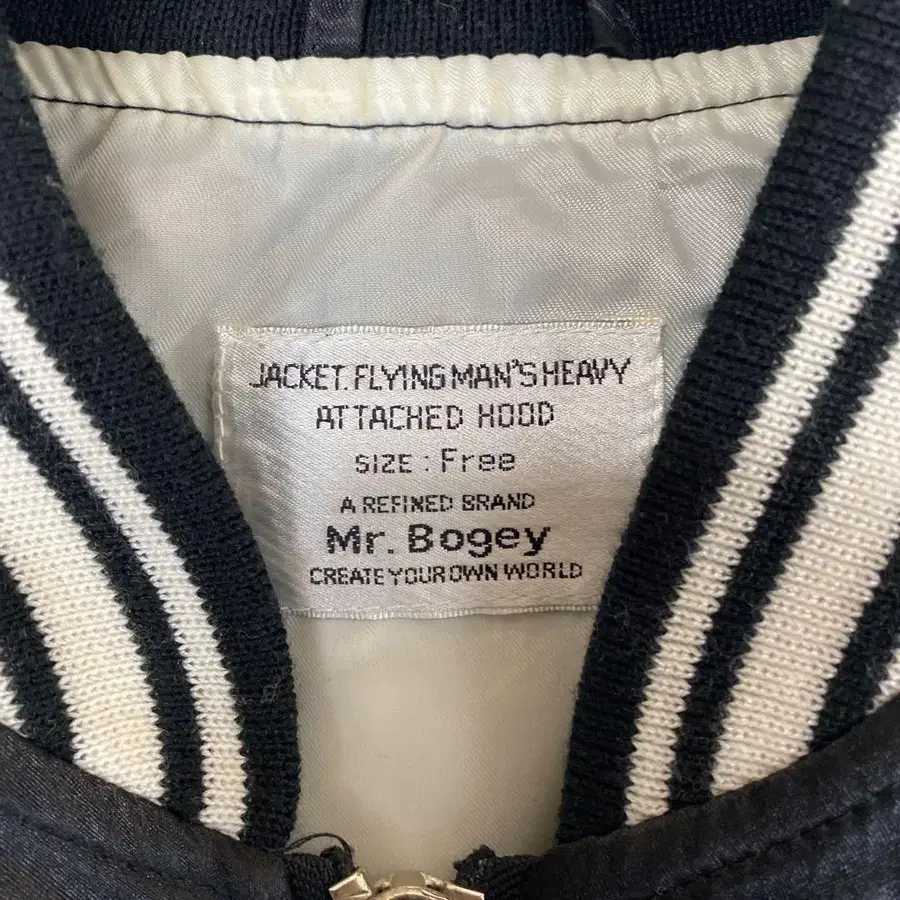 JACKET. FLYING MAN'S HEAVY
ATTACHED HOOD
SIZE : Free
A REFINED BRAND
Mr. Bogey
CREATE YOUR OWN WORLD